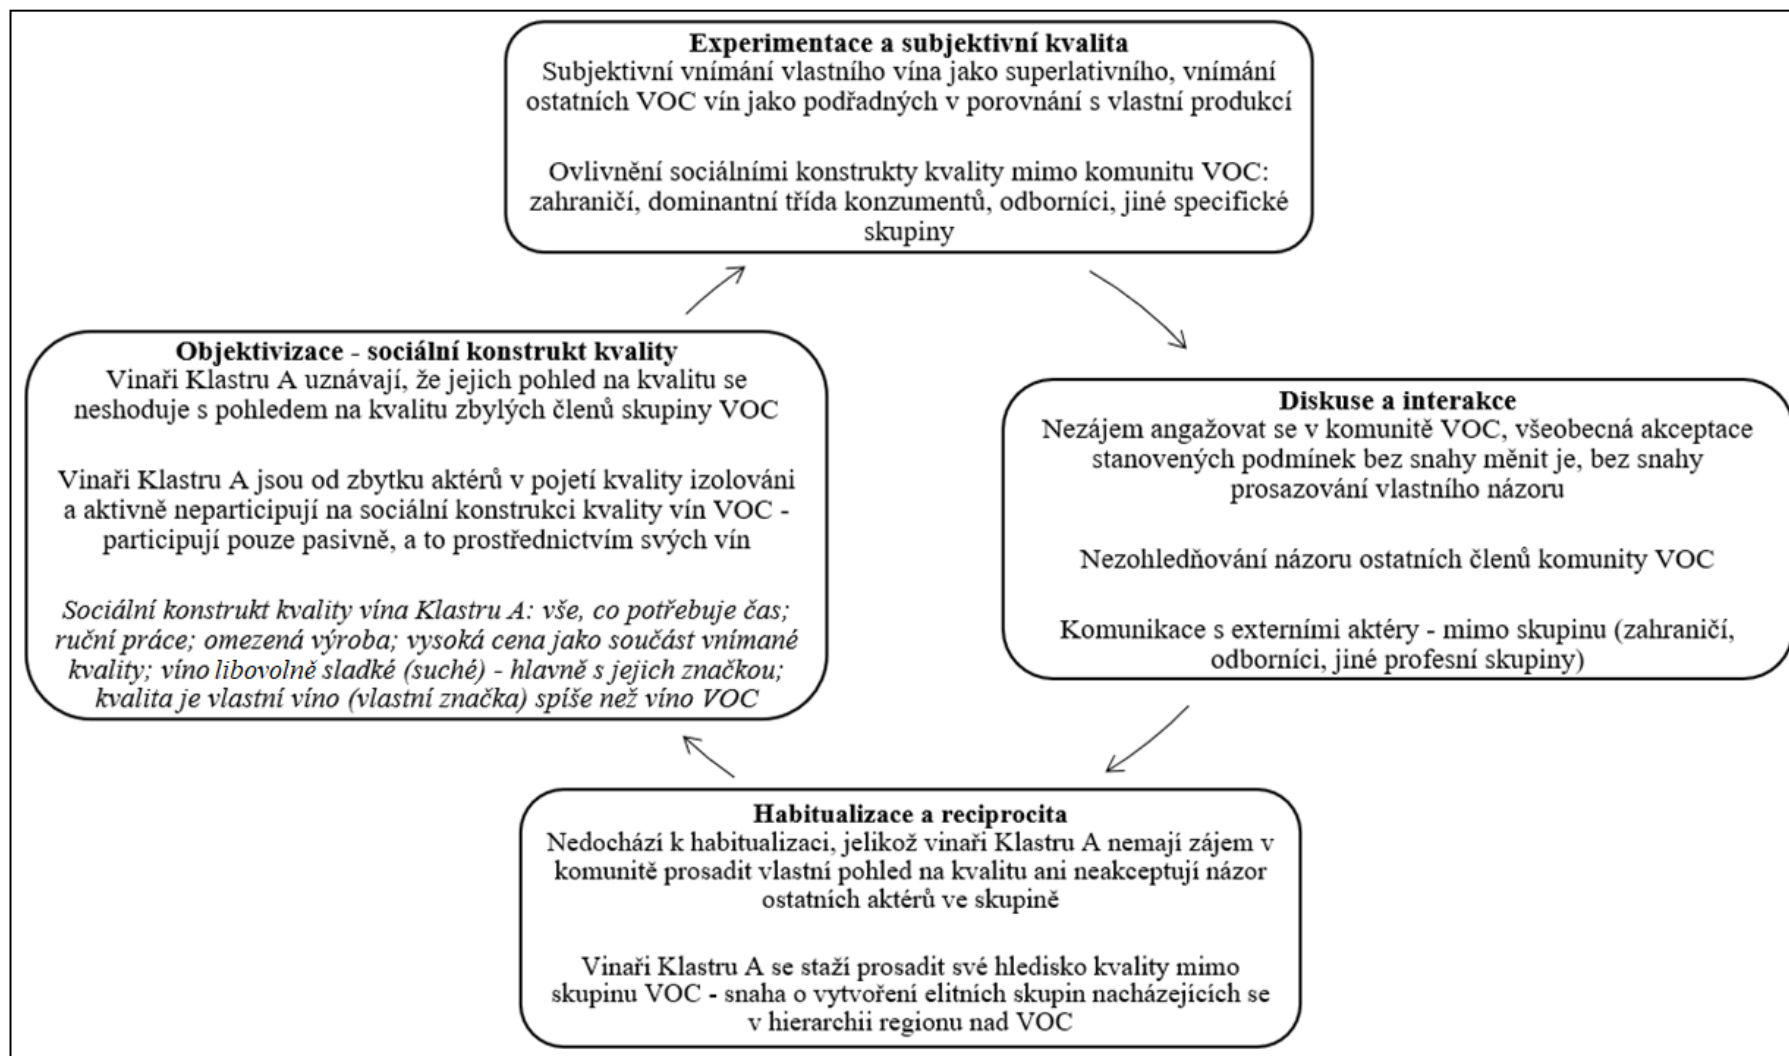 Experimentace a subjektivní kvalita
Subjektivní vnímání vlastního vína jako superlativního, vnímání
ostatních VOC vín jako podřadných v porovnání s vlastní produkcí
Ovlivnění sociálními konstrukty kvality mimo komunitu VOC:
zahraničí, dominantní třída konzumentů, odborníci, jiné specifické
skupiny
Diskuse a interakce
Nezájem angažovat se v komunitě VOC, všeobecná akceptace
stanovených podmínek bez snahy měnit je, bez snahy
prosazování vlastního názoru
Nezohledňování názoru ostatních členů komunity VOC
Komunikace s externími aktéry - mimo skupinu (zahraničí,
odborníci, jiné profesní skupiny)
Habitualizace a reciprocita
Nedochází k habitualizaci, jelikož vinaři Klastru A nemají zájem v
komunitě prosadit vlastní pohled na kvalitu ani neakceptují názor
ostatních aktérů ve skupině
Vinaři Klastru A se staží prosadit své hledisko kvality mimo
skupinu VOC - snaha o vytvoření elitních skupin nacházejících se
v hierarchii regionu nad VOC
Objektivizace - sociální konstrukt kvality
Vinaři Klastru A uznávají, že jejich pohled na kvalitu se
neshoduje s pohledem na kvalitu zbylých členů skupiny VOC
Vinaři Klastru A jsou od zbytku aktérů v pojetí kvality izolováni
a aktivně neparticipují na sociální konstrukci kvality vín VOC -
participují pouze pasivně, a to prostřednictvím svých vín
Sociální konstrukt kvality vína Klastru A: vše, co potřebuje čas;
ruční práce; omezená výroba; vysoká cena jako součást vnímané
kvality; víno libovolně sladké (suché) - hlavně s jejich značkou;
kvalita je vlastní víno (vlastní značka) spíše než víno VOC